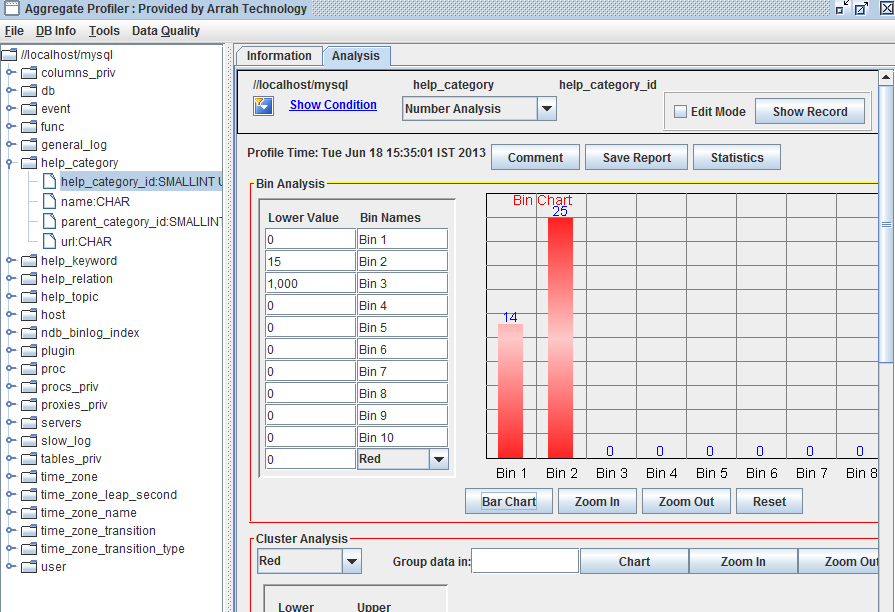 Aggregate Profiler : Provided by Arrah Technology
File DB Info Tools Data Quality
//localhost/mysql
columns_priv
db
event
func
general_log
help_category
help_category_id:SMALLINT U
name:CHAR
parent_category_id:SMALLINT
url:CHAR
help_keyword
help_relation
help_topic
host
ndb_binlog_index
plugin
proc
procs_priv
proxies_priv
servers
slow_log
tables_priv
time_zone
time_zone_leap_second
time_zone_name
time_zone_transition
time_zone_transition_type
user
Information Analysis
//localhost/mysql help_category help_category_id
Show Condition Number Analysis Edit Mode Show Record
Profile Time: Tue Jun 18 15:35:01 IST 2013 Comment Save Report Statistics
Bin Analysis
Lower Value Bin Names
0 Bin 1
15 Bin 2
1,000 Bin 3
0 Bin 4
0 Bin 5
0 Bin 6
0 Bin 7
0 Bin 8
0 Bin 9
0 Bin 10
0 Red
Bin Chart
25
14
0 0 0 0 0 0
Bin 1 Bin 2 Bin 3 Bin 4 Bin 5 Bin 6 Bin 7 Bin 8
Bar Chart Zoom In Zoom Out Reset
Cluster Analysis
Red Group data in: Chart Zoom In Zoom Out
Lower Upper